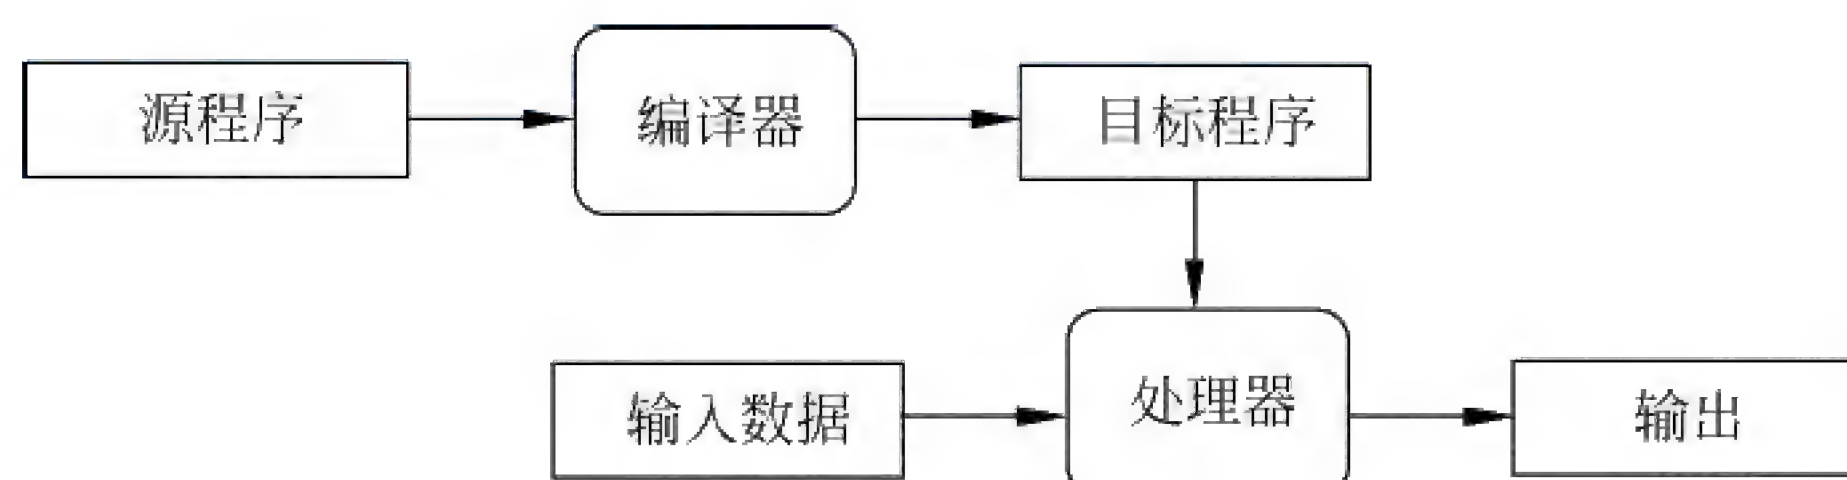 源程序
编译器
目标程序
输入数据
处理器
输出